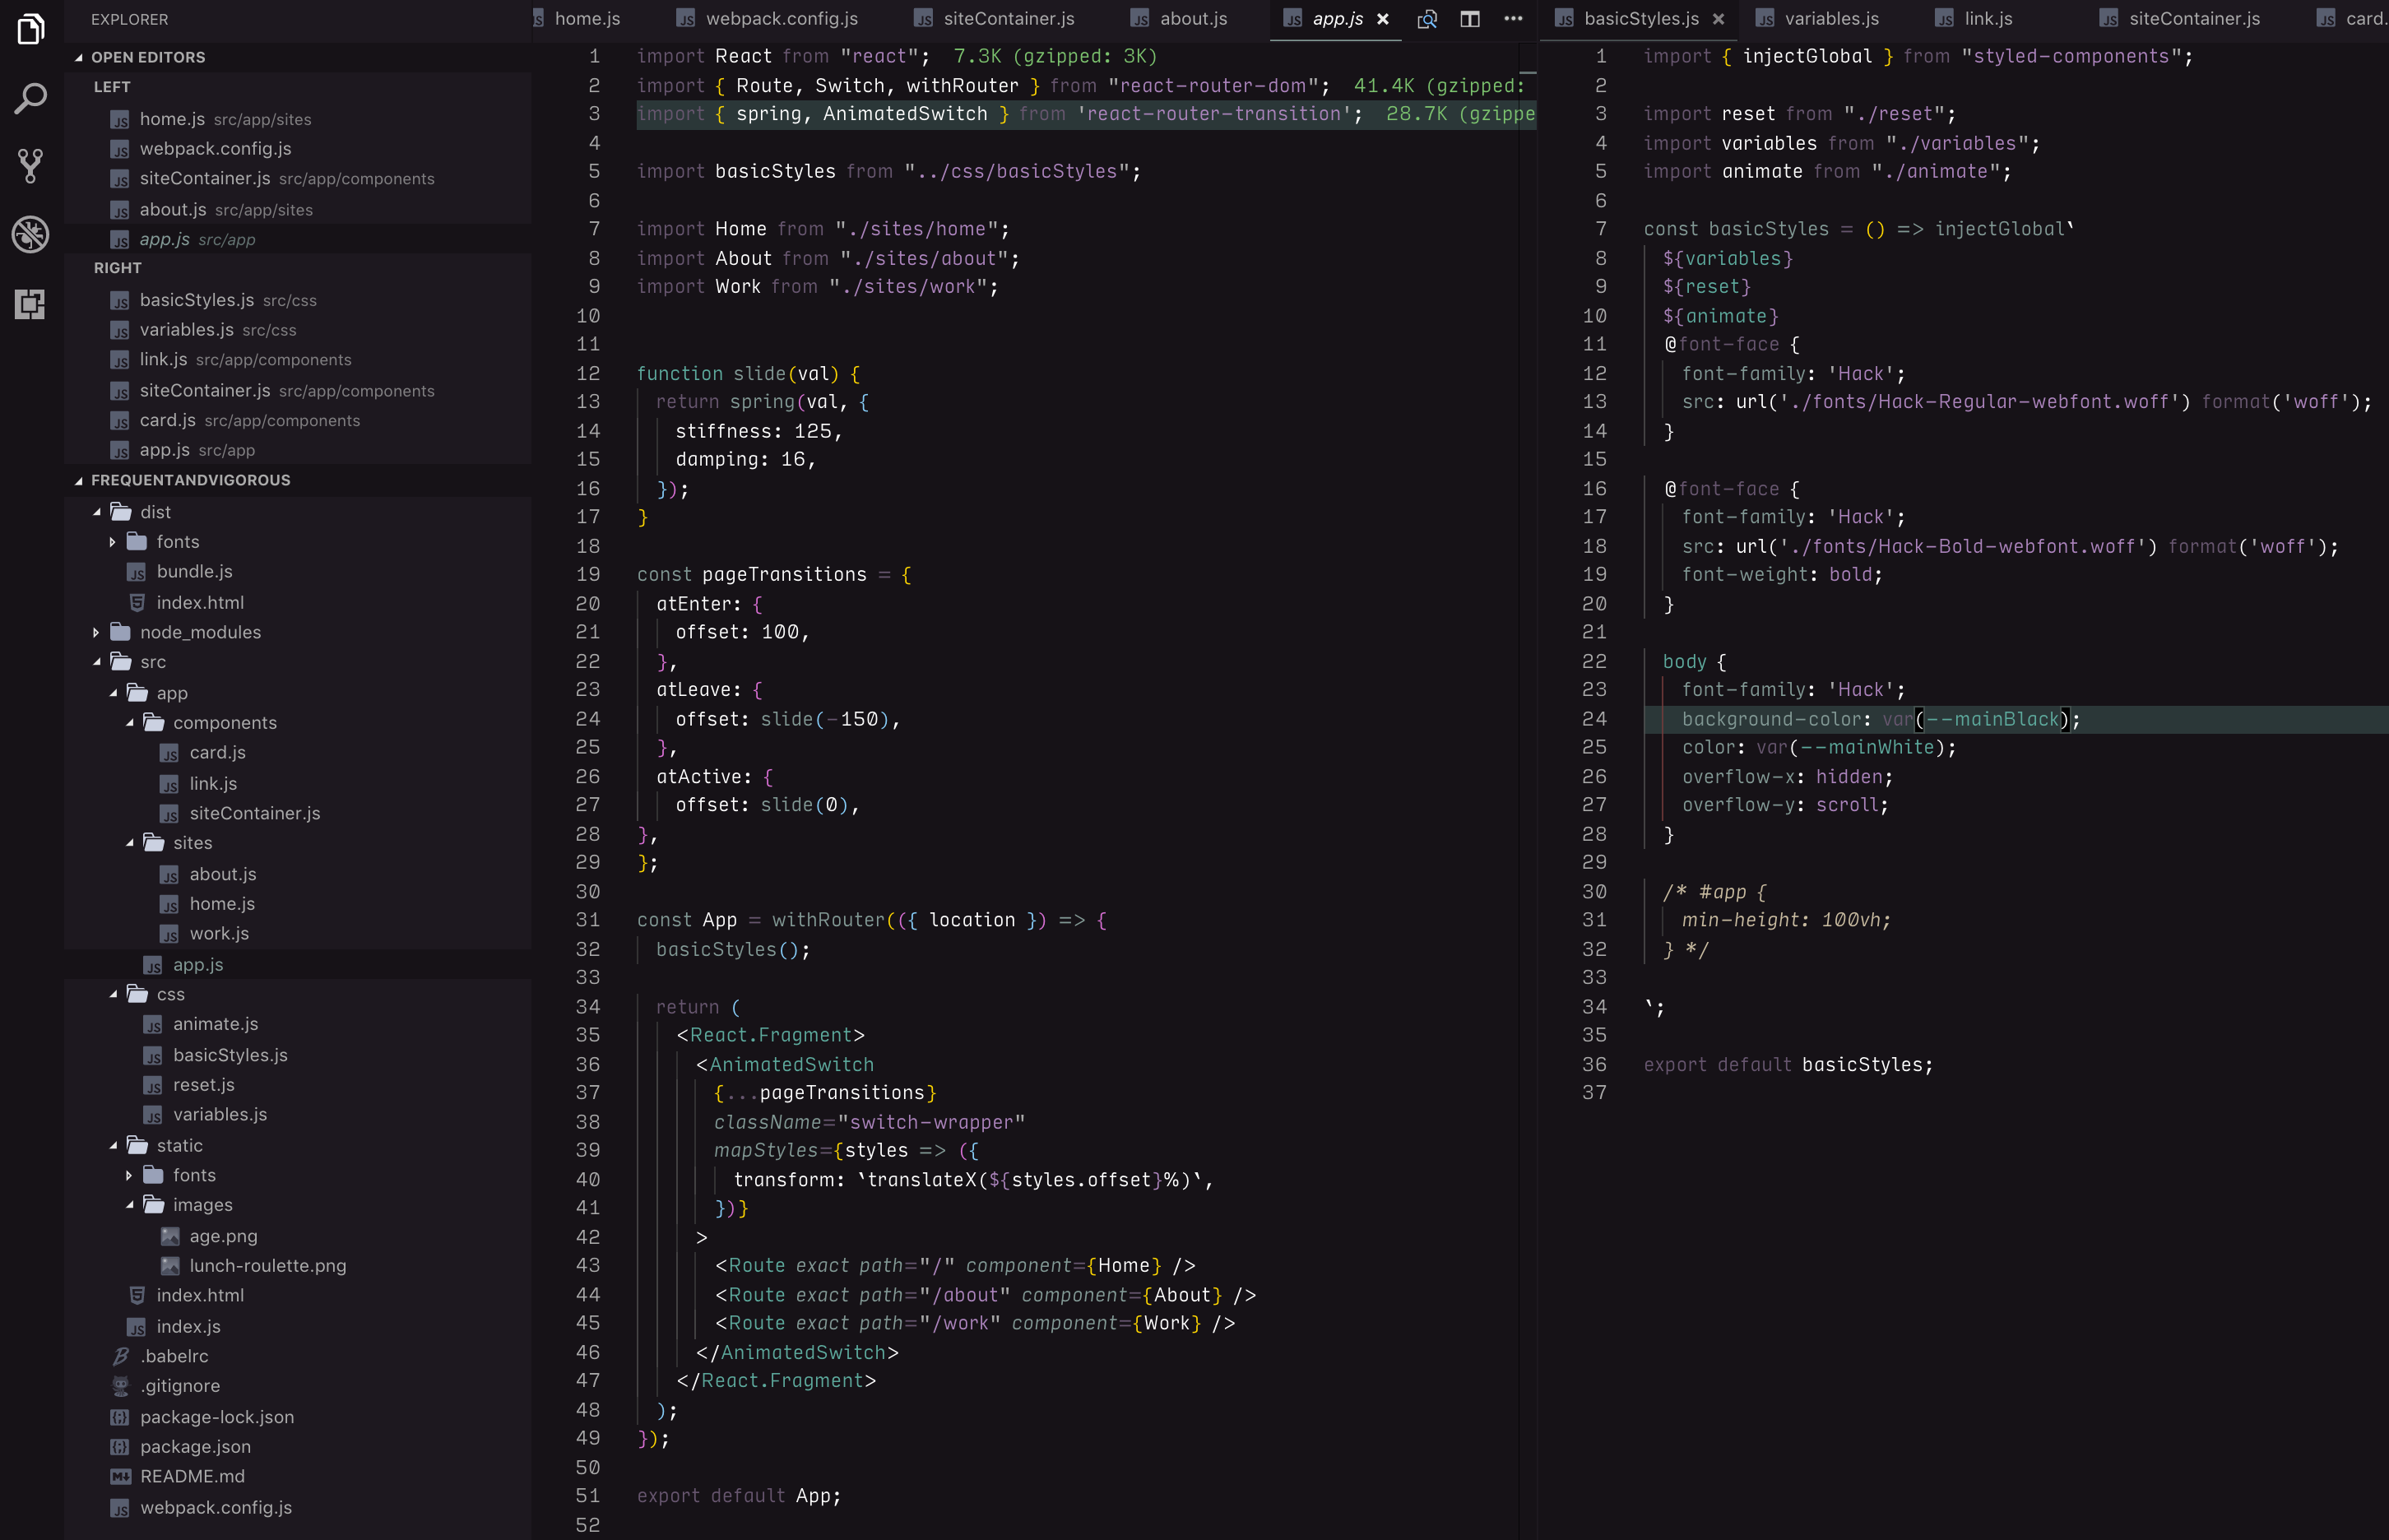 EXPLORER
OPEN EDITORS
LEFT
home.js src/app/sites
webpack.config.js
siteContainer.js src/app/components
about.js src/app/sites
app.js src/app
RIGHT
basicStyles.js src/css
variables.js src/css
link.js src/app/components
siteContainer.js src/app/components
card.js src/app/components
app.js src/app
FREQUENTANDVIGOROUS
dist
fonts
bundle.js
index.html
node_modules
src
app
components
card.js
link.js
siteContainer.js
sites
about.js
home.js
work.js
app.js
css
animate.js
basicStyles.js
reset.js
variables.js
static
fonts
images
age.png
lunch-roulette.png
index.html
index.js
.babelrc
.gitignore
package-lock.json
package.json
README.md
webpack.config.js
home.js webpack.config.js siteContainer.js about.js app.js
1 import React from "react"; 7.3K (gzipped: 3K)
2 import { Route, Switch, withRouter } from "react-router-dom"; 41.4K (gzipped:
3 import { spring, AnimatedSwitch } from 'react-router-transition'; 28.7K (gzippe
4
5 import basicStyles from "../css/basicStyles";
6
7 import Home from "./sites/home";
8 import About from "./sites/about";
9 import Work from "./sites/work";
10
11
12 function slide(val) {
13 return spring(val, {
14 stiffness: 125,
15 damping: 16,
16 });
17 }
18
19 const pageTransitions = {
20 atEnter: {
21 offset: 100,
22 },
23 atLeave: {
24 offset: slide(-150),
25 },
26 atActive: {
27 offset: slide(0),
28 },
29 };
30
31 const App = withRouter(({ location }) => {
32 basicStyles();
33
34 return (
35 <React.Fragment>
36 <AnimatedSwitch
37 {...pageTransitions}
38 className="switch-wrapper"
39 mapStyles={styles => ({
40 transform: `translateX(${styles.offset}%)`,
41 })}
42 >
43 <Route exact path="/" component={Home} />
44 <Route exact path="/about" component={About} />
45 <Route exact path="/work" component={Work} />
46 </AnimatedSwitch>
47 </React.Fragment>
48 );
49 });
50
51 export default App;
52
basicStyles.js variables.js link.js siteContainer.js card.
1 import { injectGlobal } from "styled-components";
2
3 import reset from "./reset";
4 import variables from "./variables";
5 import animate from "./animate";
6
7 const basicStyles = () => injectGlobal`
8 ${variables}
9 ${reset}
10 ${animate}
11 @font-face {
12 font-family: 'Hack';
13 src: url('./fonts/Hack-Regular-webfont.woff') format('woff');
14 }
15
16 @font-face {
17 font-family: 'Hack';
18 src: url('./fonts/Hack-Bold-webfont.woff') format('woff');
19 font-weight: bold;
20 }
21
22 body {
23 font-family: 'Hack';
24 background-color: var(--mainBlack);
25 color: var(--mainWhite);
26 overflow-x: hidden;
27 overflow-y: scroll;
28 }
29
30 /* #app {
31 min-height: 100vh;
32 } */
33
34 `;
35
36 export default basicStyles;
37